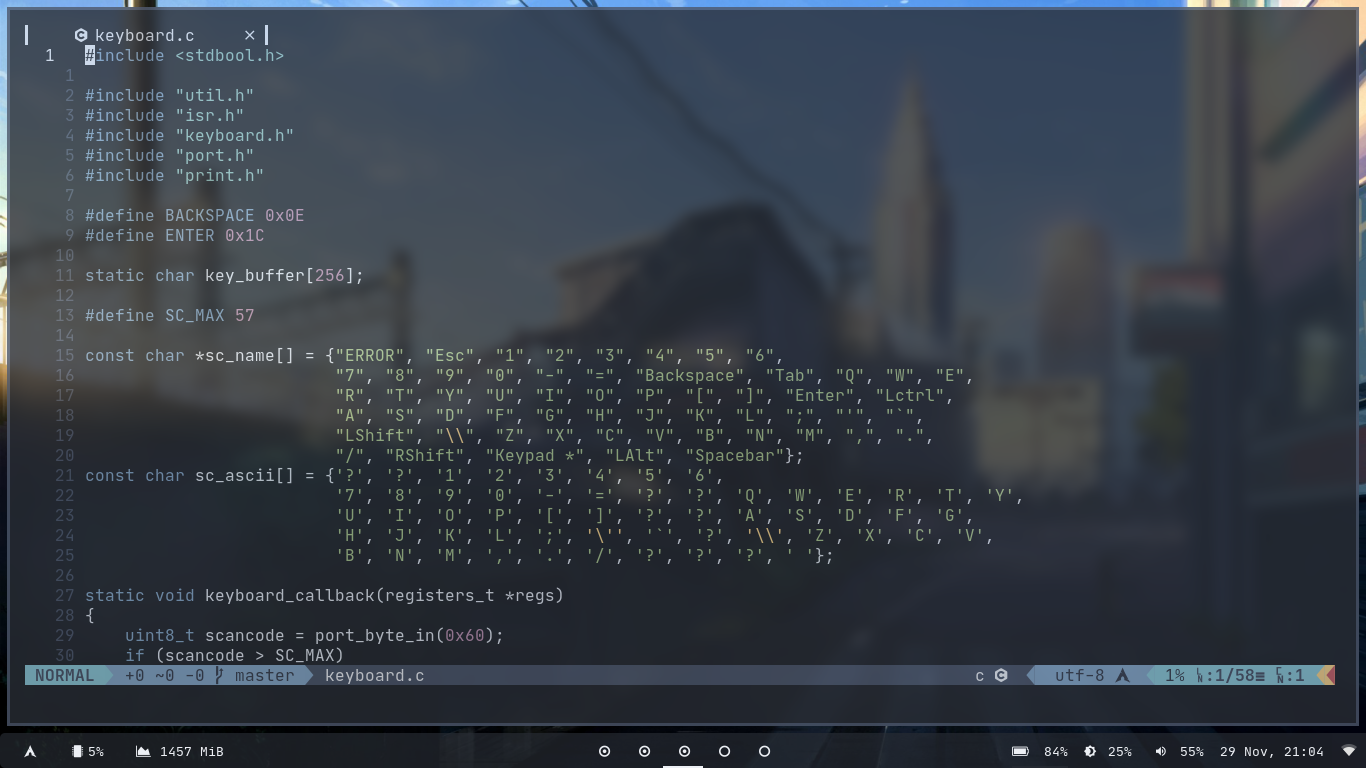 keyboard.c ×
1 #include <stdbool.h>
1
2 #include "util.h"
3 #include "isr.h"
4 #include "keyboard.h"
5 #include "port.h"
6 #include "print.h"
7
8 #define BACKSPACE 0x0E
9 #define ENTER 0x1C
10
11 static char key_buffer[256];
12
13 #define SC_MAX 57
14
15 const char *sc_name[] = {"ERROR", "Esc", "1", "2", "3", "4", "5", "6",
16 "7", "8", "9", "0", "-", "=", "Backspace", "Tab", "Q", "W", "E",
17 "R", "T", "Y", "U", "I", "O", "P", "[", "]", "Enter", "Lctrl",
18 "A", "S", "D", "F", "G", "H", "J", "K", "L", ";", "'", "`",
19 "LShift", "\\", "Z", "X", "C", "V", "B", "N", "M", ",", ".",
20 "/", "RShift", "Keypad *", "LAlt", "Spacebar"};
21 const char sc_ascii[] = {'?', '?', '1', '2', '3', '4', '5', '6',
22 '7', '8', '9', '0', '-', '=', '?', '?', 'Q', 'W', 'E', 'R', 'T', 'Y',
23 'U', 'I', 'O', 'P', '[', ']', '?', '?', 'A', 'S', 'D', 'F', 'G',
24 'H', 'J', 'K', 'L', ';', '\'', '`', '?', '\\', 'Z', 'X', 'C', 'V',
25 'B', 'N', 'M', ',', '.', '/', '?', '?', '?', ' '};
26
27 static void keyboard_callback(registers_t *regs)
28 {
29 uint8_t scancode = port_byte_in(0x60);
30 if (scancode > SC_MAX)
NORMAL +0 ~0 -0 master keyboard.c c utf-8 1% LN:1/58≡ CN:1
5% 1457 MiB 84% 25% 55% 29 Nov, 21:04